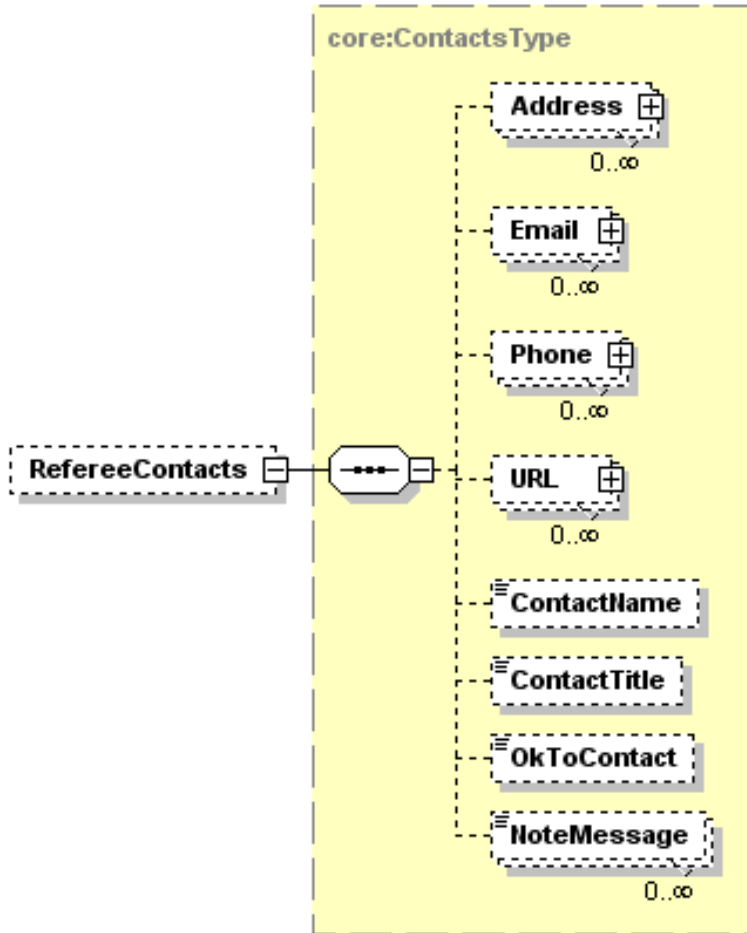 core:ContactsType
Address
0..∞
Email
0..∞
Phone
0..∞
RefereeContacts
URL
0..∞
ContactName
ContactTitle
OkToContact
NoteMessage
0..∞